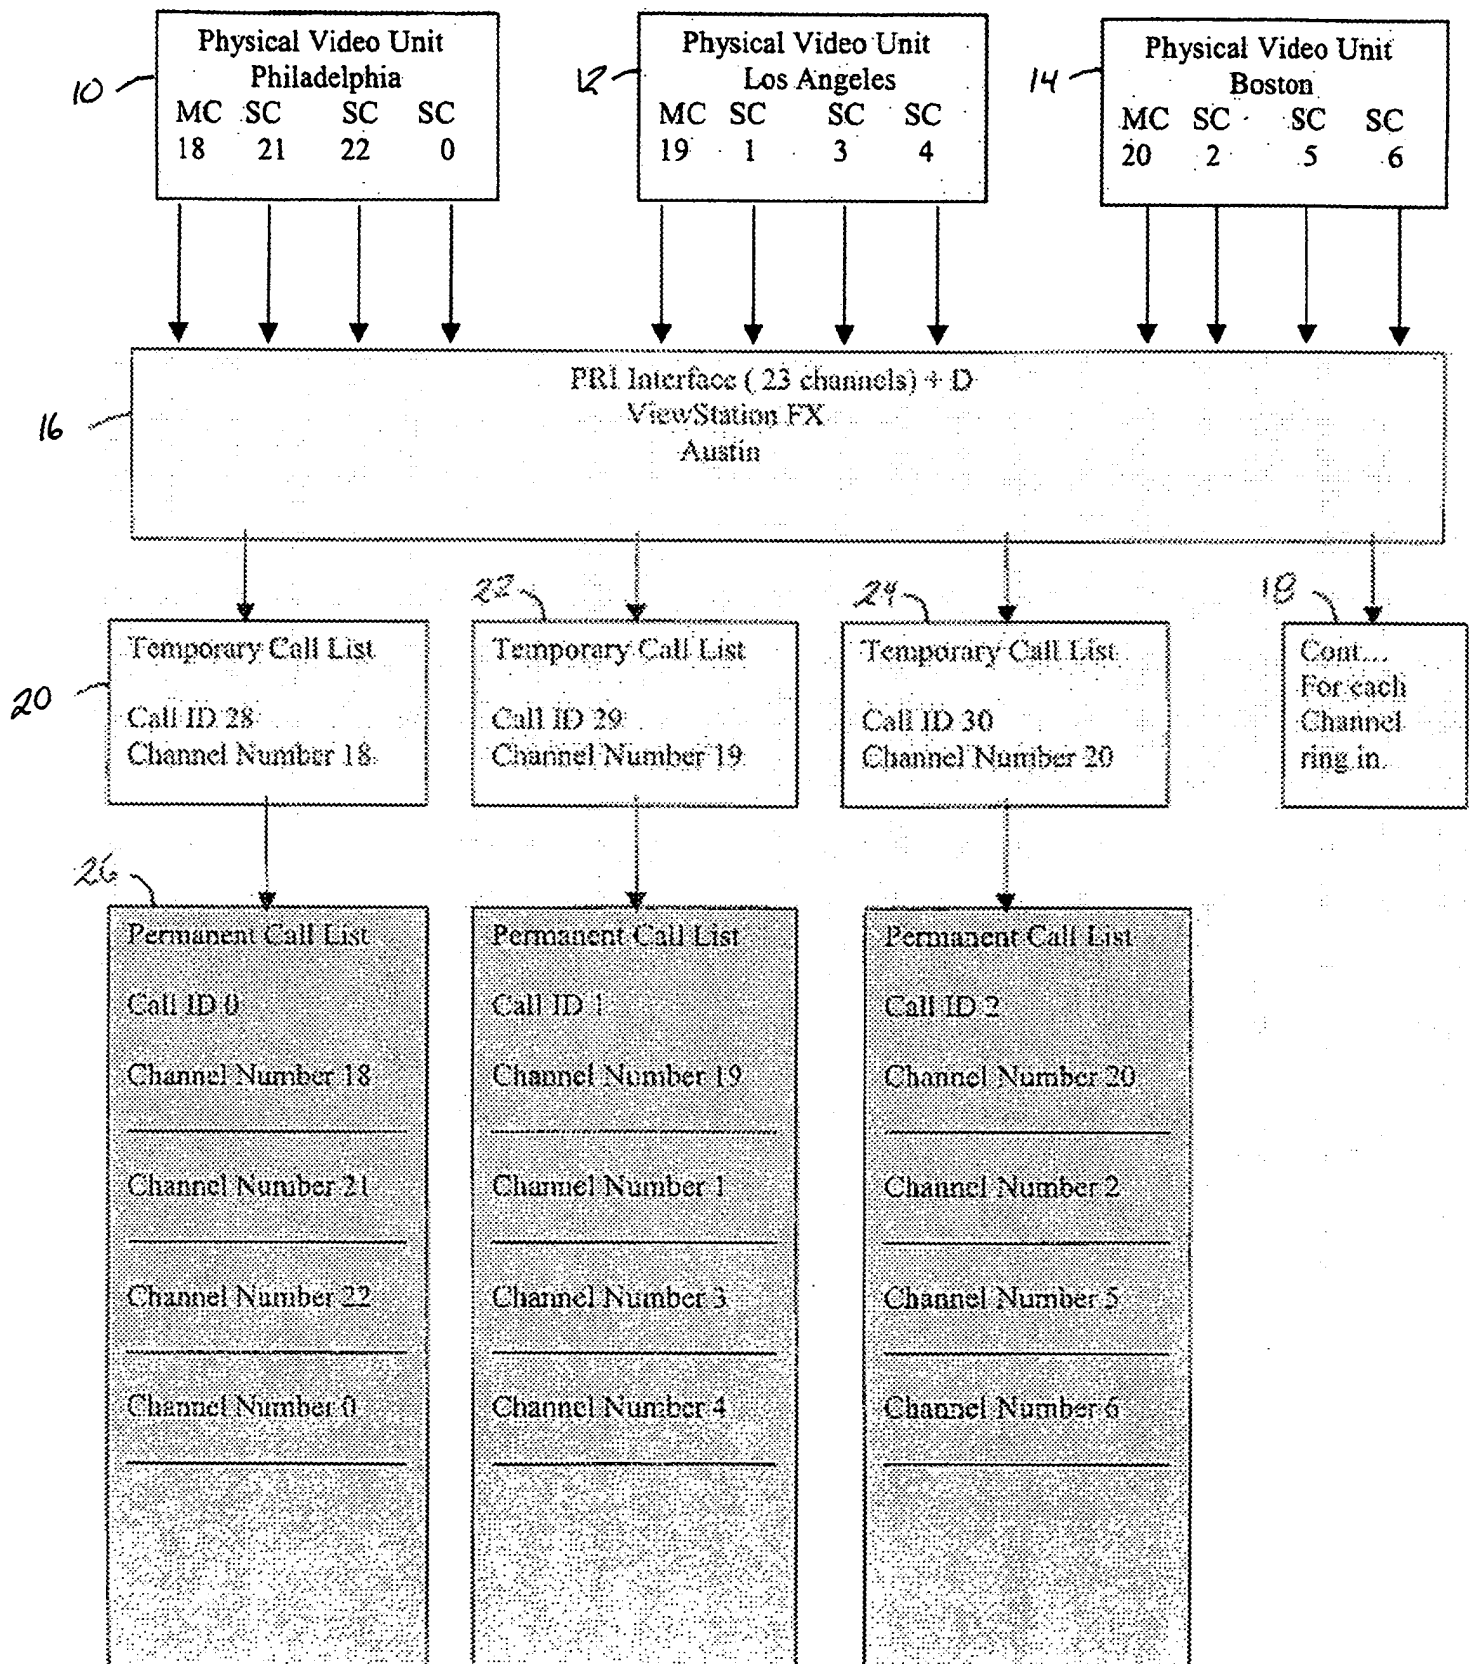 Physical Video Unit
Philadelphia
MC SC SC SC
18 21 22 0
10
Physical Video Unit
Los Angeles
MC SC SC SC
19 1 3 4
12
Physical Video Unit
Boston
MC SC SC SC
20 2 5 6
14
PRI Interface ( 23 channels) + D
ViewStation FX
Austin
16
Temporary Call List
Call ID 28
Channel Number 18
20
22
Temporary Call List
Call ID 29
Channel Number 19
24
Temporary Call List
Call ID 30
Channel Number 20
18
Cont...
For each
Channel
ring in.
26
Permanent Call List
Call ID 0
Channel Number 18
Channel Number 21
Channel Number 22
Channel Number 0
Permanent Call List
Call ID 1
Channel Number 19
Channel Number 1
Channel Number 3
Channel Number 4
Permanent Call List
Call ID 2
Channel Number 20
Channel Number 2
Channel Number 5
Channel Number 6